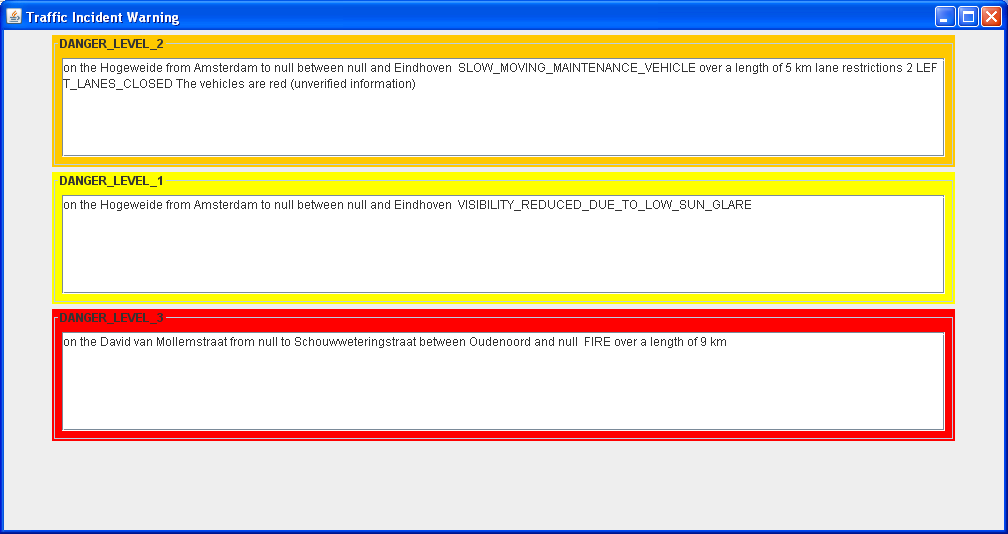 Traffic Incident Warning
DANGER_LEVEL_2
on the Hogeweide from Amsterdam to null between null and Eindhoven  SLOW_MOVING_MAINTENANCE_VEHICLE over a length of 5 km lane restrictions 2 LEF
T_LANES_CLOSED The vehicles are red (unverified information)
DANGER_LEVEL_1
on the Hogeweide from Amsterdam to null between null and Eindhoven  VISIBILITY_REDUCED_DUE_TO_LOW_SUN_GLARE
DANGER_LEVEL_3
on the David van Mollemstraat from null to Schouwweteringstraat between Oudenoord and null  FIRE over a length of 9 km